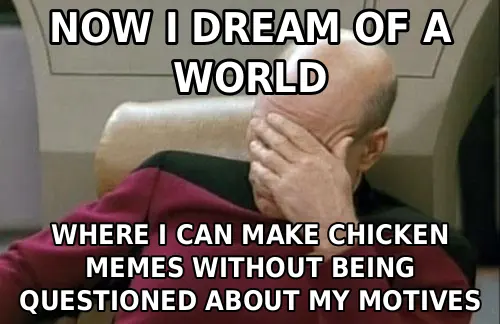 NOW I DREAM OF A
WORLD
WHERE I CAN MAKE CHICKEN
MEMES WITHOUT BEING
QUESTIONED ABOUT MY MOTIVES